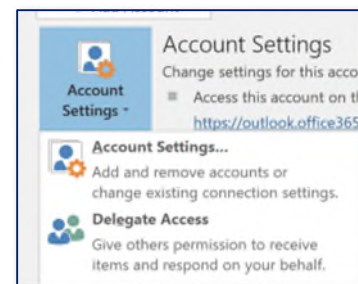 Account Settings
Change settings for this
Access this account on
https://outlook.office365
Account
Settings
Account Settings...
Add and remove accounts or
change existing connection settings.
Delegate Access
Give others permission to receive
items and respond on your behalf.